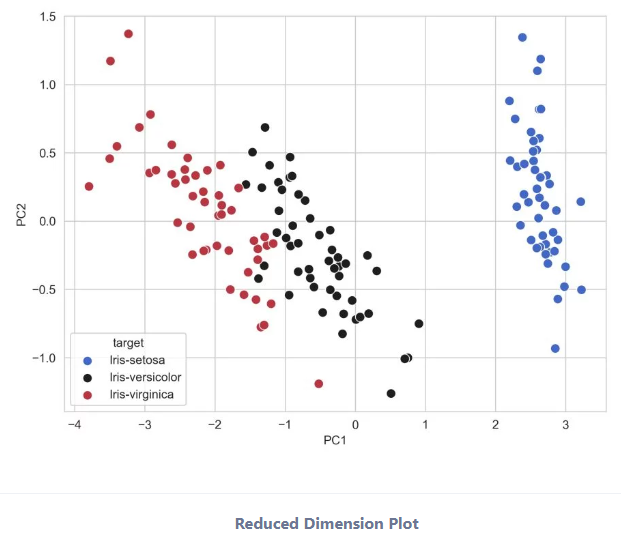 1.5
1.0
0.5
0.0
−0.5
−1.0
PC2
target
Iris-setosa
Iris-versicolor
Iris-virginica
−4 −3 −2 −1 0 1 2 3
PC1
Reduced Dimension Plot